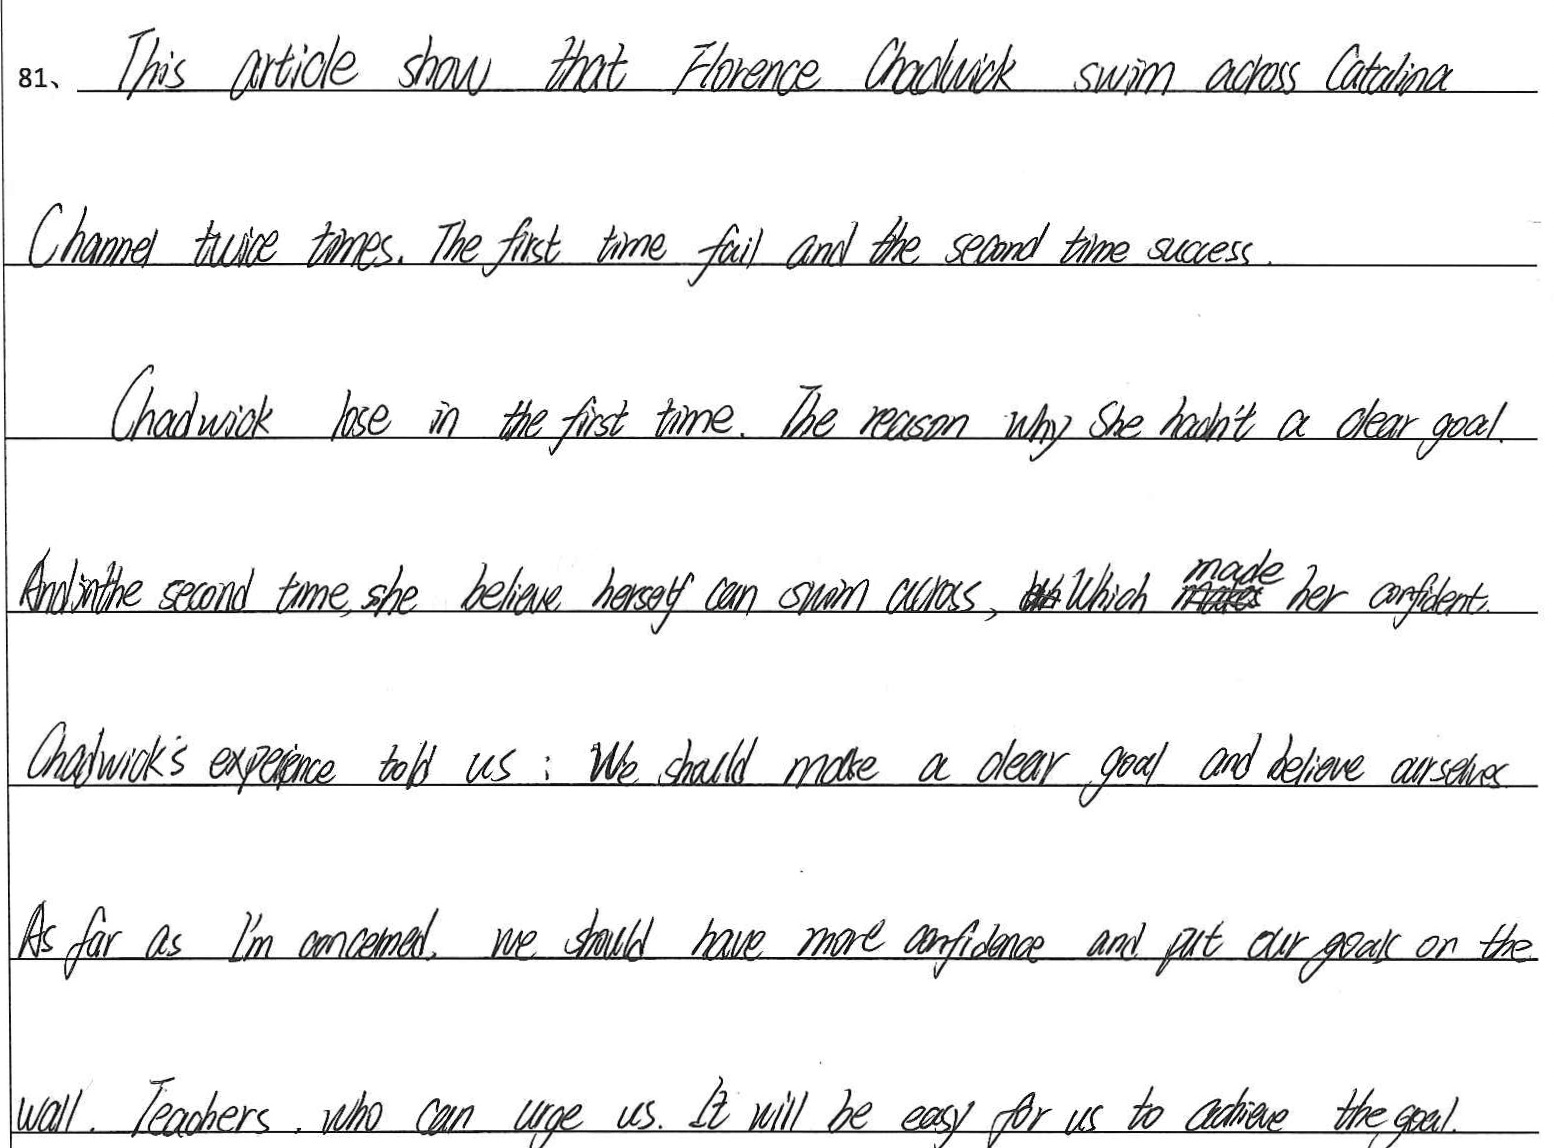 81、 This article show that Florence Chadwick swim across Catalina
Channel twice times. The first time fail and the second time success.
Chadwick lose in the first time. The reason why She hadn't a clear goal.
And in the second time, she believe herself can swim across, Which made her confident.
Chadwick's experience told us : We should make a clear goal and believe ourselves
As far as I'm concerned, we should have more confidence and put our goals on the
wall. Teachers, who can urge us. It will be easy for us to achieve the goal.